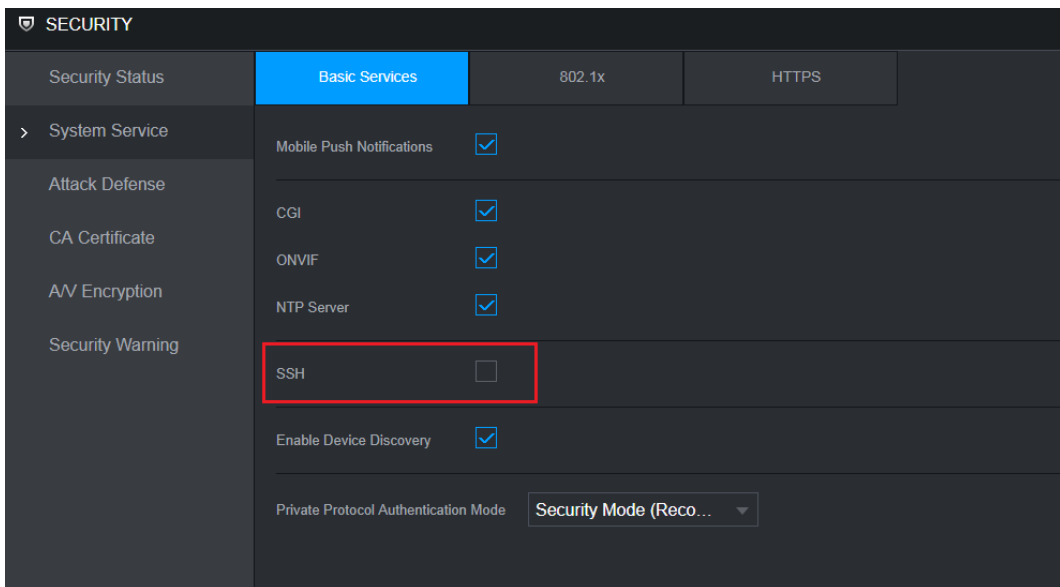 SECURITY
Security Status
Basic Services
802.1x
HTTPS
System Service
Mobile Push Notifications
Attack Defense
CGI
CA Certificate
ONVIF
A/V Encryption
NTP Server
Security Warning
SSH
Enable Device Discovery
Private Protocol Authentication Mode
Security Mode (Reco...